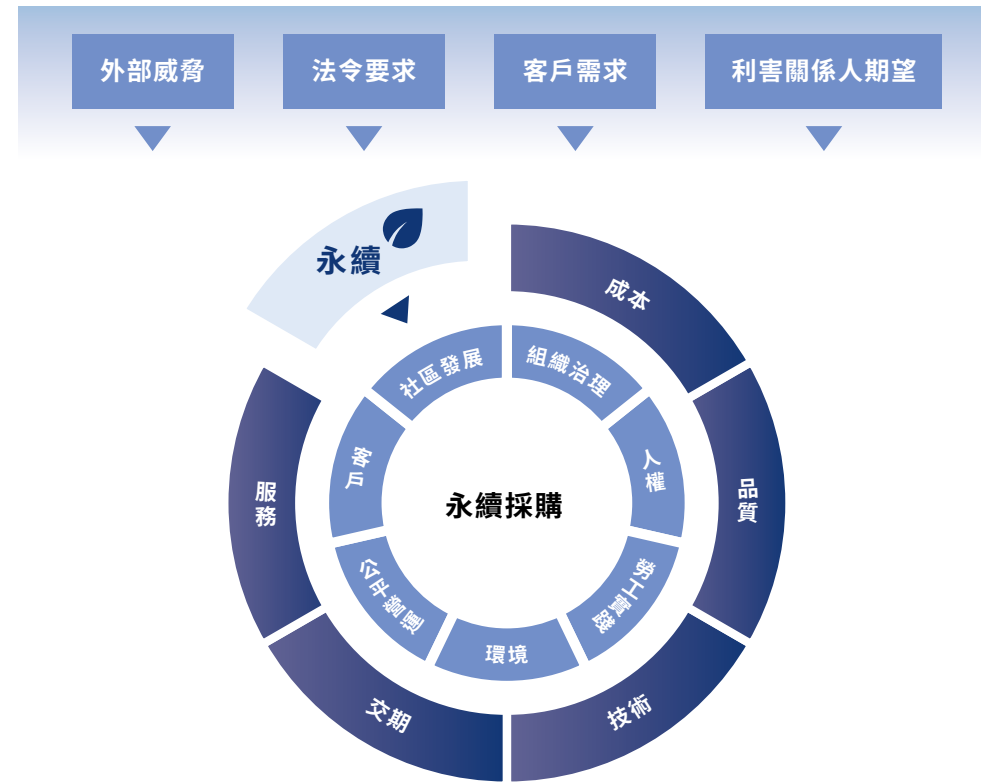 外部威脅
法令要求
客戶需求
利害關係人期望
永續
成本
品質
技術
交期
服務
組織治理
人權
勞工實踐
環境
公平營運
客戶
社區發展
永續採購